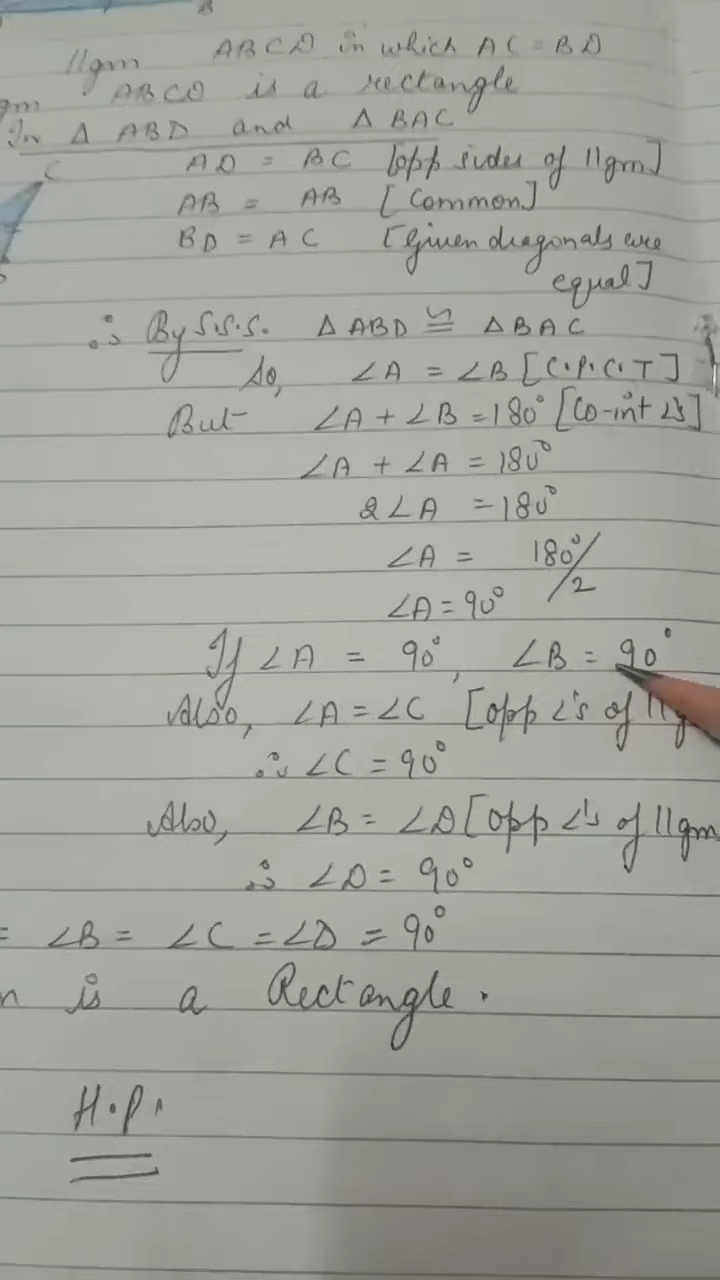 B
||gm ABCD in which AC = BD
gm ABCD is a rectangle
In Δ ABD and Δ BAC
C
AD = BC [opp sides of ||gm]
AB = AB [Common]
BD = AC [Given diagonals are
equal]
∴ By S.S.S. Δ ABD ≅ Δ BAC
So, ∠A = ∠B [C.P.C.T]
But ∠A + ∠B = 180° [Co-int ∠s]
∠A + ∠A = 180°
2∠A = 180°
∠A = 180°/2
∠A = 90°
If ∠A = 90°, ∠B = 90°
Also, ∠A = ∠C [opp ∠'s of ||g
∴ ∠C = 90°
Also, ∠B = ∠D [opp ∠'s of ||gm
∴ ∠D = 90°
= ∠B = ∠C = ∠D = 90°
is a Rectangle.
H.P.